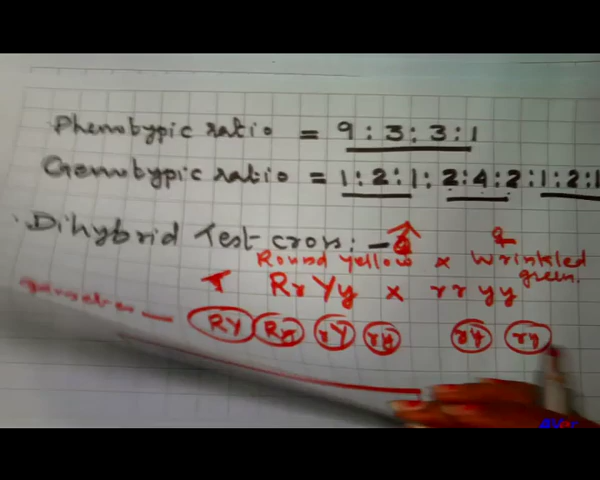 Phenotypic ratio = 9:3:3:1
Genotypic ratio = 1:2:1:2:4:2:1:2:1
Dihybrid Test cross: -
Round yellow x Wrinkled green.
RrYy x rryy
gametes - RY Ry rY ry ry ry